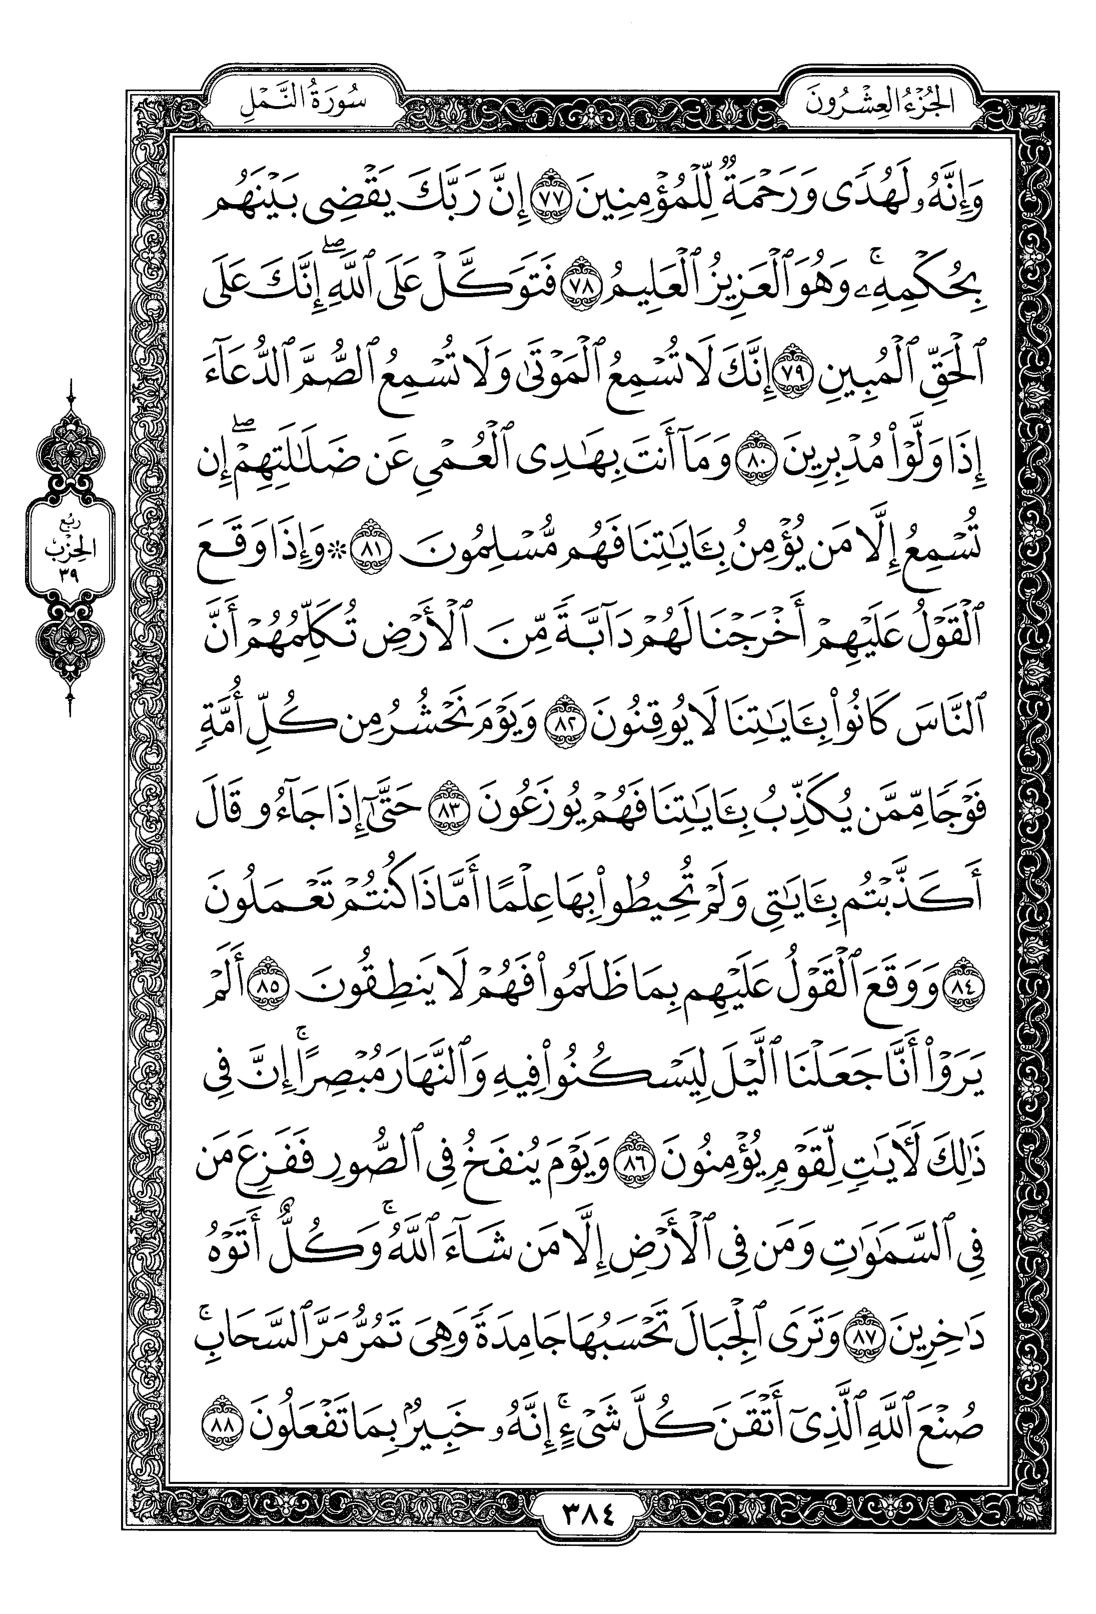 الجُزْءُ العِشْرُونَ
سُورَةُ النَّمْلِ
وَإِنَّهُۥ لَهُدًى وَرَحْمَةٌ لِّلْمُؤْمِنِينَ ٧٧ إِنَّ رَبَّكَ يَقْضِى بَيْنَهُم
بِحُكْمِهِۦۚ وَهُوَ ٱلْعَزِيزُ ٱلْعَلِيمُ ٧٨ فَتَوَكَّلْ عَلَى ٱللَّهِۖ إِنَّكَ عَلَى
ٱلْحَقِّ ٱلْمُبِينِ ٧٩ إِنَّكَ لَا تُسْمِعُ ٱلْمَوْتَىٰ وَلَا تُسْمِعُ ٱلصُّمَّ ٱلدُّعَآءَ
إِذَا وَلَّوْا۟ مُدْبِرِينَ ٨٠ وَمَآ أَنتَ بِهَٰدِى ٱلْعُمْىِ عَن ضَلَٰلَتِهِمْۖ إِن
تُسْمِعُ إِلَّا مَن يُؤْمِنُ بِـَٔايَٰتِنَا فَهُم مُّسْلِمُونَ ٨١ ۞ وَإِذَا وَقَعَ
ٱلْقَوْلُ عَلَيْهِمْ أَخْرَجْنَا لَهُمْ دَآبَّةً مِّنَ ٱلْأَرْضِ تُكَلِّمُهُمْ أَنَّ
ٱلنَّاسَ كَانُوا۟ بِـَٔايَٰتِنَا لَا يُوقِنُونَ ٨٢ وَيَوْمَ نَحْشُرُ مِن كُلِّ أُمَّةٍ
فَوْجًا مِّمَّن يُكَذِّبُ بِـَٔايَٰتِنَا فَهُمْ يُوزَعُونَ ٨٣ حَتَّىٰٓ إِذَا جَآءُو قَالَ
أَكَذَّبْتُم بِـَٔايَٰتِى وَلَمْ تُحِيطُوا۟ بِهَا عِلْمًا أَمَّاذَا كُنتُمْ تَعْمَلُونَ
٨٤ وَوَقَعَ ٱلْقَوْلُ عَلَيْهِم بِمَا ظَلَمُوا۟ فَهُمْ لَا يَنطِقُونَ ٨٥ أَلَمْ
يَرَوْا۟ أَنَّا جَعَلْنَا ٱلَّيْلَ لِيَسْكُنُوا۟ فِيهِ وَٱلنَّهَارَ مُبْصِرًاۚ إِنَّ فِى
ذَٰلِكَ لَـَٔايَٰتٍ لِّقَوْمٍ يُؤْمِنُونَ ٨٦ وَيَوْمَ يُنفَخُ فِى ٱلصُّورِ فَفَزِعَ مَن
فِى ٱلسَّمَٰوَٰتِ وَمَن فِى ٱلْأَرْضِ إِلَّا مَن شَآءَ ٱللَّهُۚ وَكُلٌّ أَتَوْهُ
دَٰخِرِينَ ٨٧ وَتَرَى ٱلْجِبَالَ تَحْسَبُهَا جَامِدَةً وَهِىَ تَمُرُّ مَرَّ ٱلسَّحَابِۚ
صُنْعَ ٱللَّهِ ٱلَّذِىٓ أَتْقَنَ كُلَّ شَىْءٍۚ إِنَّهُۥ خَبِيرٌۢ بِمَا تَفْعَلُونَ ٨٨
رُبُع
الحِزْبْ
٣٩
٣٨٤